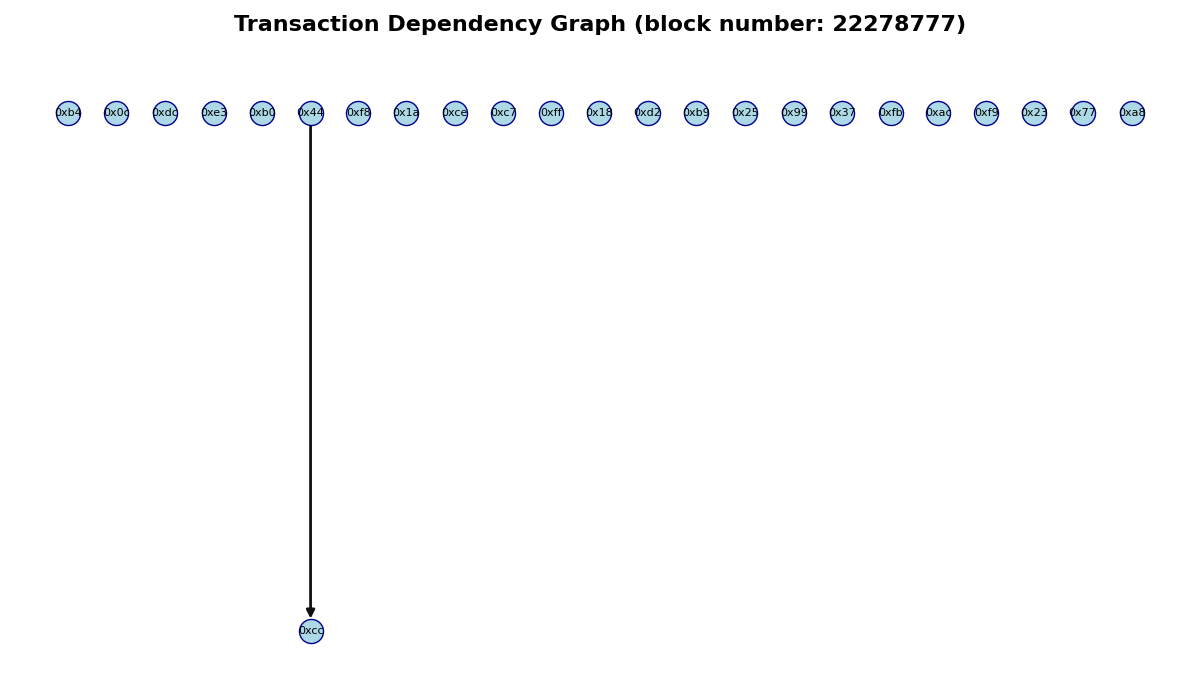 Transaction Dependency Graph (block number: 22278777)
0xb4 0x0c 0xdc 0xe3 0xb0 0x44 0xf8 0x1a 0xce 0xc7 0xff 0x18 0xd2 0xb9 0x25 0x99 0x37 0xfb 0xac 0xf9 0x23 0x77 0xa8
0xcc